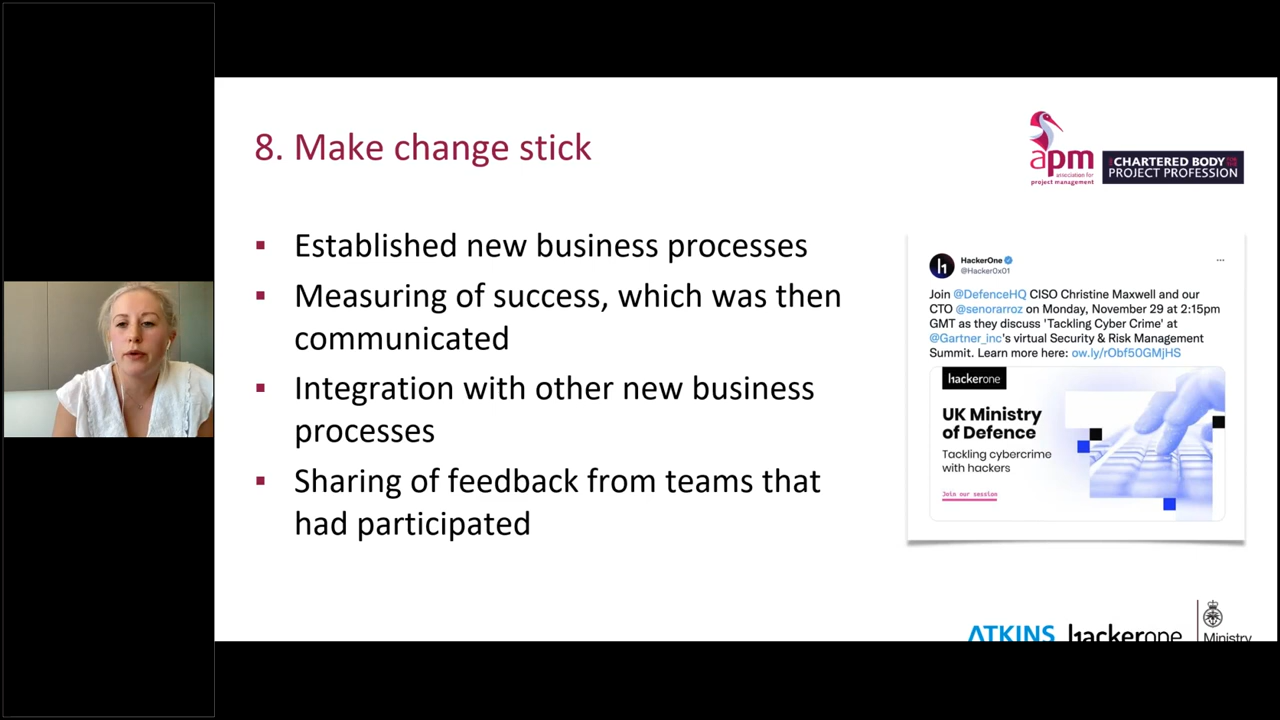 8. Make change stick
apm
association for
project management
CHARTERED BODY FOR THE
PROJECT PROFESSION
▪ Established new business processes
▪ Measuring of success, which was then
communicated
▪ Integration with other new business
processes
▪ Sharing of feedback from teams that
had participated
HackerOne
@Hacker0x01
Join @DefenceHQ CISO Christine Maxwell and our
CTO @senorarroz on Monday, November 29 at 2:15pm
GMT as they discuss 'Tackling Cyber Crime' at
@Gartner_inc's virtual Security & Risk Management
Summit. Learn more here: ow.ly/rObf50GMjHS
hackerone
UK Ministry
of Defence
Tackling cybercrime
with hackers
Join our session
ATKINS
hackerone
Ministry